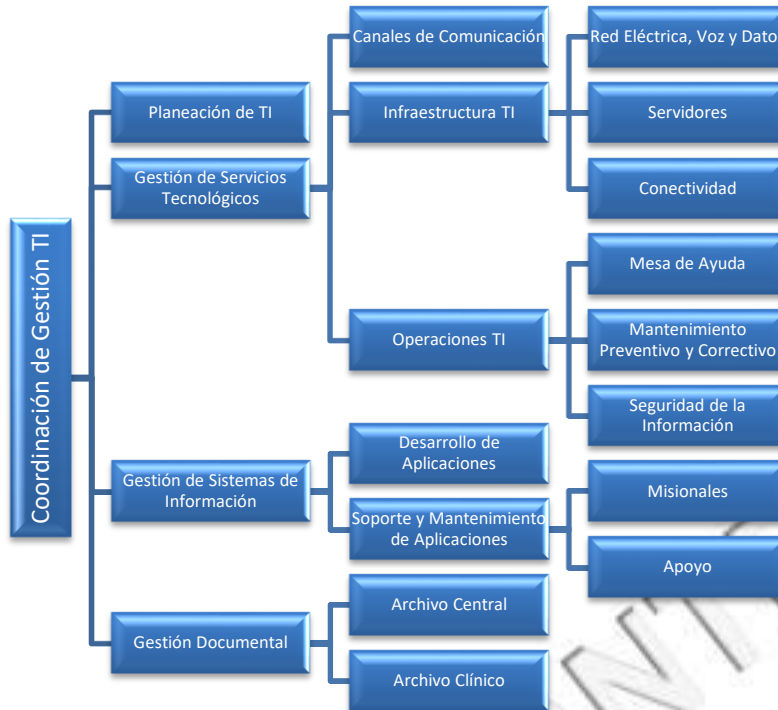 Coordinación de Gestión TI
Planeación de TI
Gestión de Servicios
Tecnológicos
Canales de Comunicación
Infraestructura TI
Red Eléctrica, Voz y Dato
Servidores
Conectividad
Operaciones TI
Mesa de Ayuda
Mantenimiento
Preventivo y Correctivo
Seguridad de la
Información
Gestión de Sistemas de
Información
Desarrollo de
Aplicaciones
Soporte y Mantenimiento
de Aplicaciones
Misionales
Apoyo
Gestión Documental
Archivo Central
Archivo Clínico